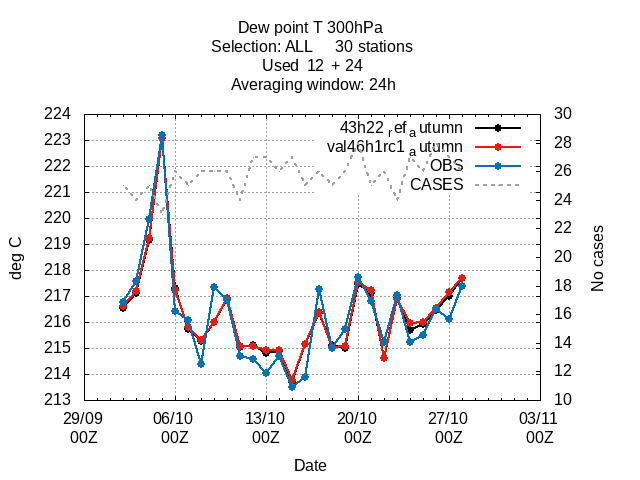 Dew point T 300hPa
Selection: ALL 30 stations
Used 12 + 24
Averaging window: 24h
43h22refautumn
val46h1rc1autumn
OBS
CASES
deg C
224
223
222
221
220
219
218
217
216
215
214
213
No cases
30
28
26
24
22
20
18
16
14
12
10
29/09 06/10 13/10 20/10 27/10 03/11
00Z 00Z 00Z 00Z 00Z 00Z
Date